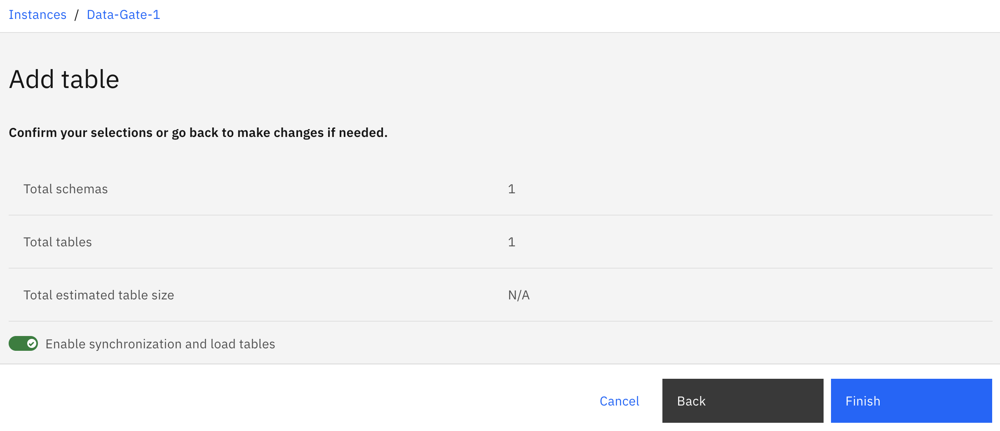 Instances / Data-Gate-1
Add table
Confirm your selections or go back to make changes if needed.
Total schemas 1
Total tables 1
Total estimated table size N/A
Enable synchronization and load tables
Cancel Back Finish